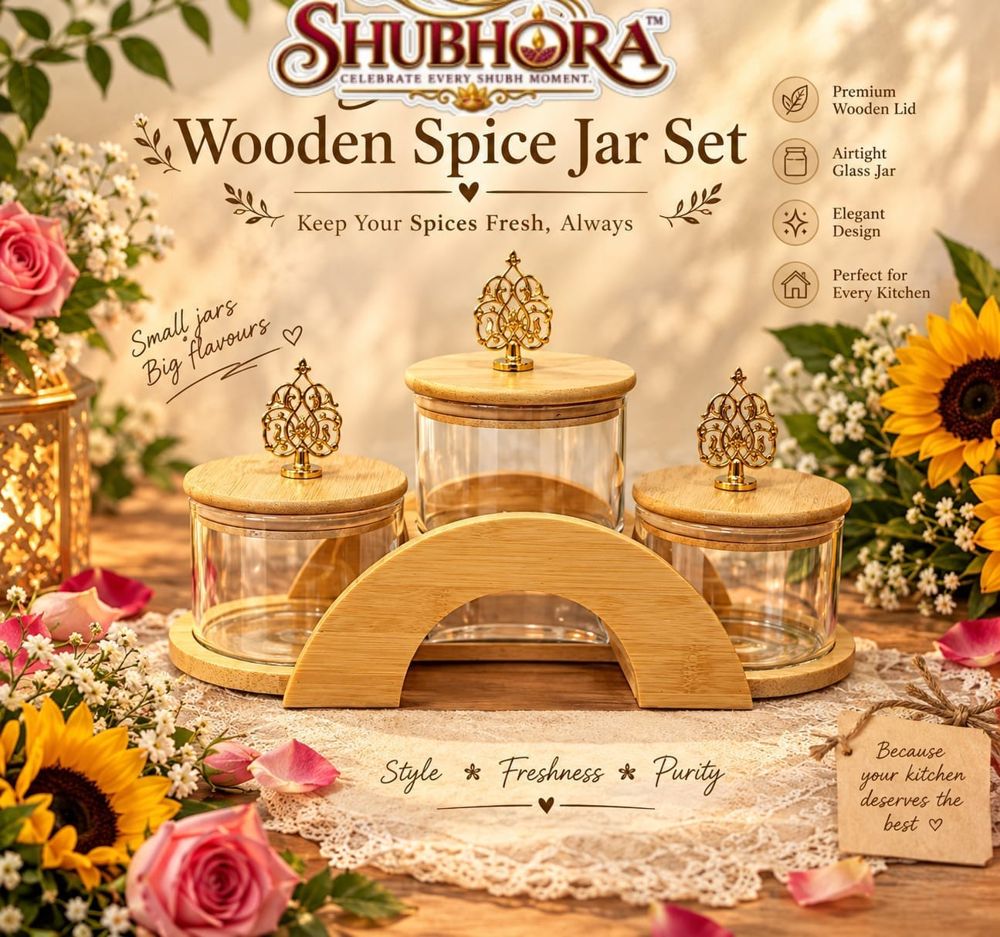 SHUBHORA™
CELEBRATE EVERY SHUBH MOMENT.
Wooden Spice Jar Set
Keep Your Spices Fresh, Always
Premium
Wooden Lid
Airtight
Glass Jar
Elegant
Design
Perfect for
Every Kitchen
Small jars
Big flavours
Style * Freshness * Purity
Because
your kitchen
deserves the
best